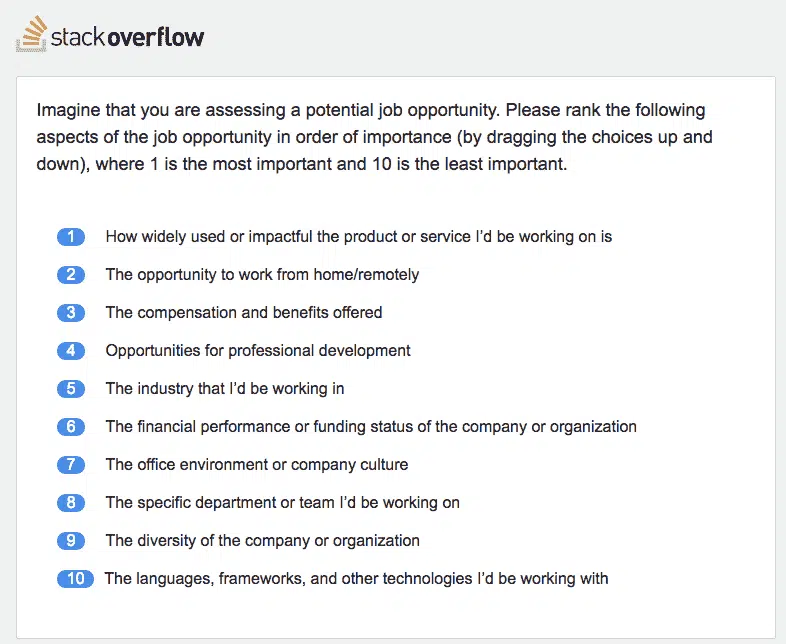 stackoverflow
Imagine that you are assessing a potential job opportunity. Please rank the following
aspects of the job opportunity in order of importance (by dragging the choices up and
down), where 1 is the most important and 10 is the least important.
1 How widely used or impactful the product or service I'd be working on is
2 The opportunity to work from home/remotely
3 The compensation and benefits offered
4 Opportunities for professional development
5 The industry that I'd be working in
6 The financial performance or funding status of the company or organization
7 The office environment or company culture
8 The specific department or team I'd be working on
9 The diversity of the company or organization
10 The languages, frameworks, and other technologies I'd be working with